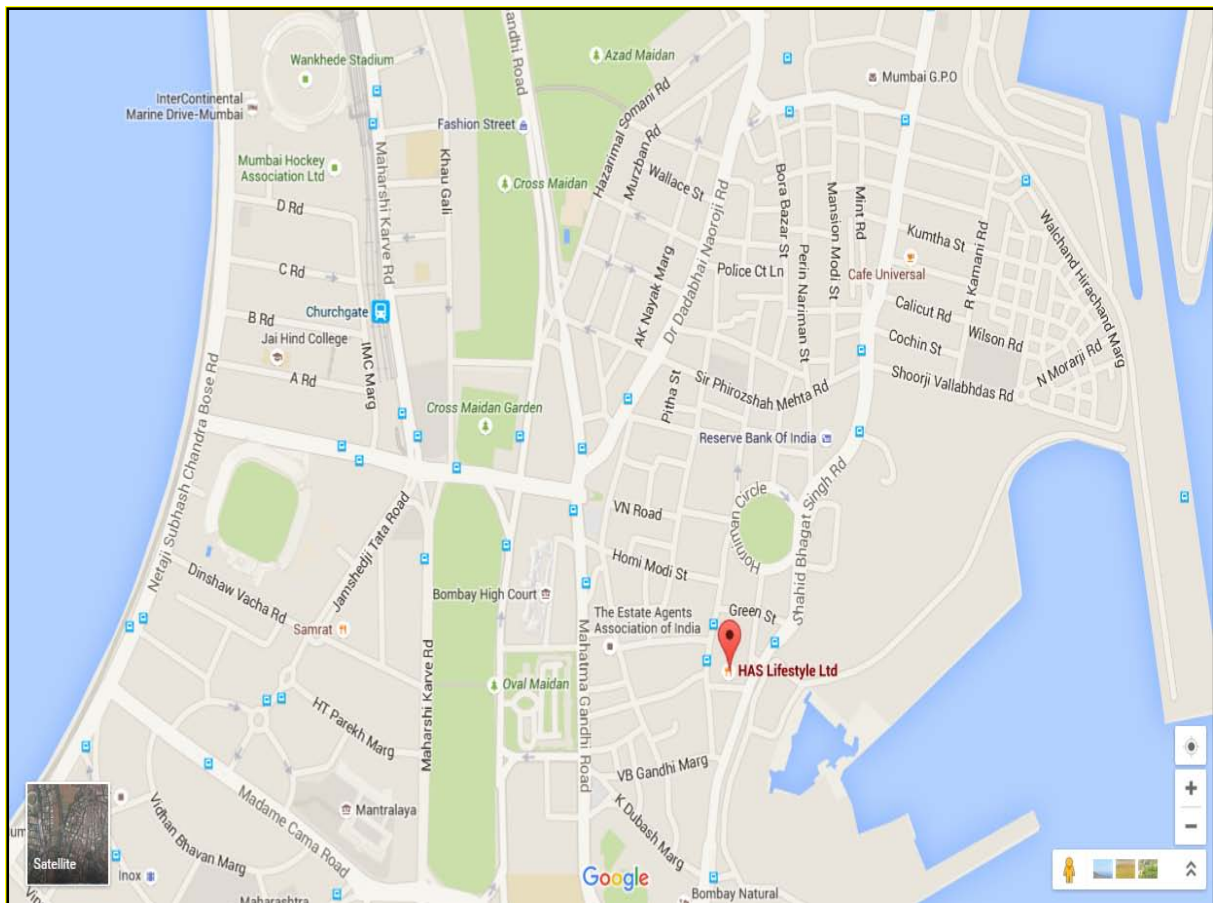 Wankhede Stadium
InterContinental
Marine Drive-Mumbai
Mumbai Hockey
Association Ltd
D Rd
C Rd
Churchgate
B Rd
Jai Hind College
A Rd
IMC Marg
Maharshi Karve Rd
Khau Gali
Fashion Street
andhi Road
Azad Maidan
Cross Maidan
Hazarimal Somani Rd
Murzban Rd
Wallace St
Mumbai G.P.O
Bora Bazar St
Mansion Modi St
Mint Rd
Perin Nariman St
Kumtha St
Cafe Universal
R Kamani Rd
Walchand Hirachand Marg
Police Ct Ln
AK Nayak Marg
Dr Dadabhai Naoroji Rd
Calicut Rd
Wilson Rd
Cochin St
N Morarji Rd
Shoorji Vallabhdas Rd
Sir Phirozshah Mehta Rd
Pitha St
Cross Maidan Garden
Reserve Bank Of India
Netaji Subhash Chandra Bose Rd
Jamshedji Tata Road
VN Road
Horniman Circle
Shahid Bhagat Singh Rd
Homi Modi St
Dinshaw Vacha Rd
Bombay High Court
The Estate Agents
Association of India
Green St
Samrat
HAS Lifestyle Ltd
Oval Maidan
Maharshi Karve Rd
Mahatma Gandhi Road
HT Parekh Marg
VB Gandhi Marg
K Dubash Marg
Mantralaya
Madame Cama Road
Vidhan Bhavan Marg
Satellite
Inox
Google
Bombay Natural
Maharashtra